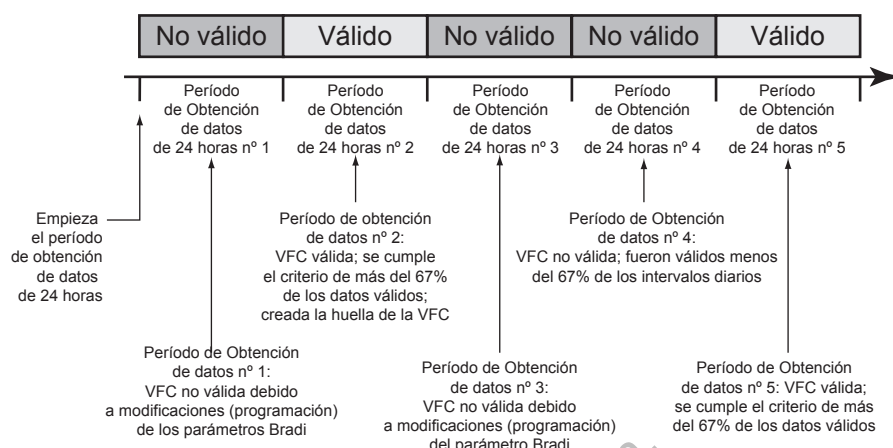 No válido
Válido
No válido
No válido
Válido
Período
de Obtención
de datos
de 24 horas nº 1
Período
de Obtención
de datos
de 24 horas nº 2
Período
de Obtención
de datos
de 24 horas nº 3
Período
de Obtención
de datos
de 24 horas nº 4
Período
de Obtención
de datos
de 24 horas nº 5
Empieza
el período
de obtención
de datos
de 24 horas
Período de obtención
de datos nº 2:
VFC válida; se cumple
el criterio de más del 67%
de los datos válidos;
creada la huella de la VFC
Período de Obtención
de datos nº 4:
VFC no válida; fueron válidos menos
del 67% de los intervalos diarios
Período de Obtención
de datos nº 1:
VFC no válida debido
a modificaciones (programación)
de los parámetros Bradi
Período de Obtención
de datos nº 3:
VFC no válida debido
a modificaciones (programación)
del parámetro Bradi
Período de Obtención
de datos nº 5: VFC válida;
se cumple el criterio de más
del 67% de los datos válidos